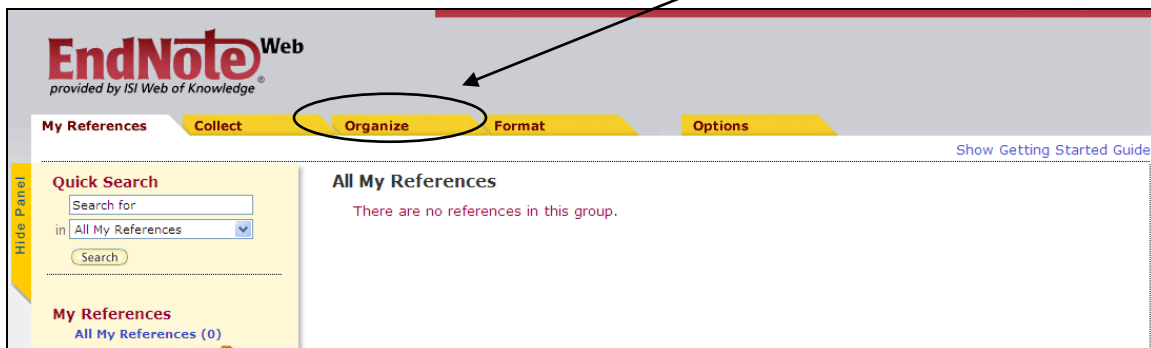 EndNote Web
provided by ISI Web of Knowledge ®
My References Collect Organize Format Options
Show Getting Started Guide
Hide Panel
Quick Search
Search for
in All My References
Search
My References
All My References (0)
All My References
There are no references in this group.